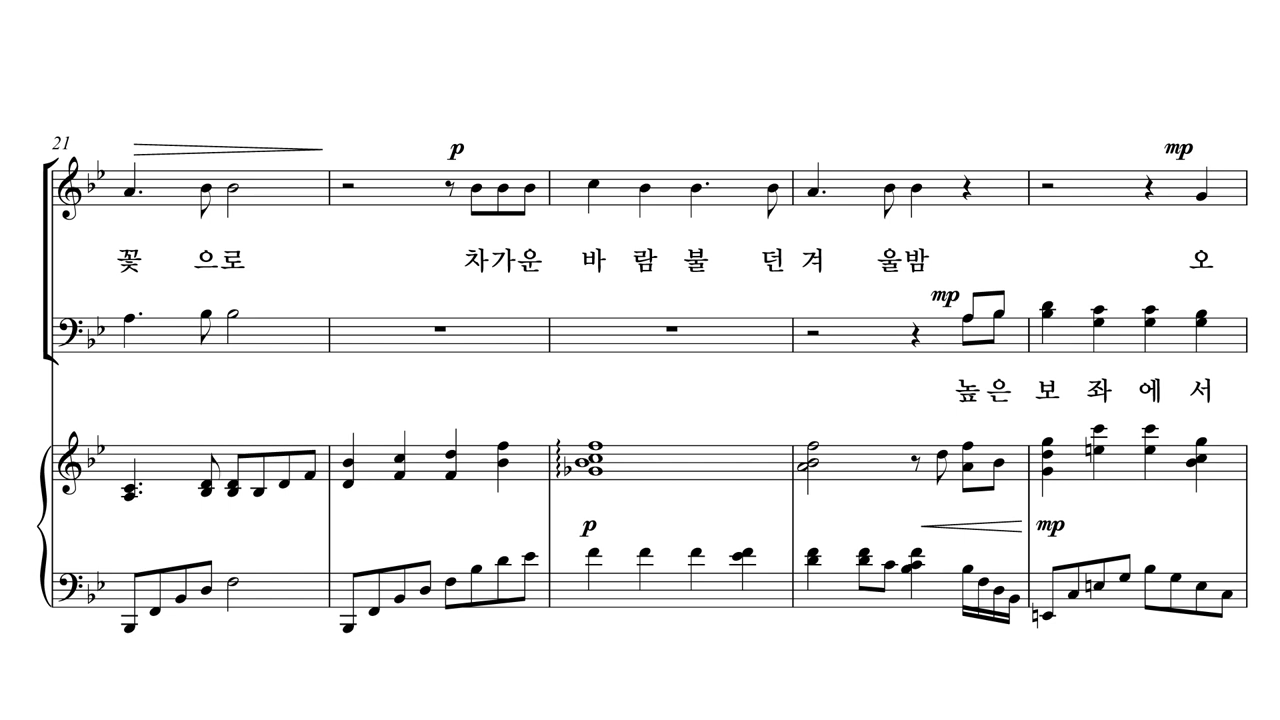 21
p mp
꽃 으로 차가운 바 람 불 던 겨 울밤 오
mp
높은 보 좌 에 서
p mp